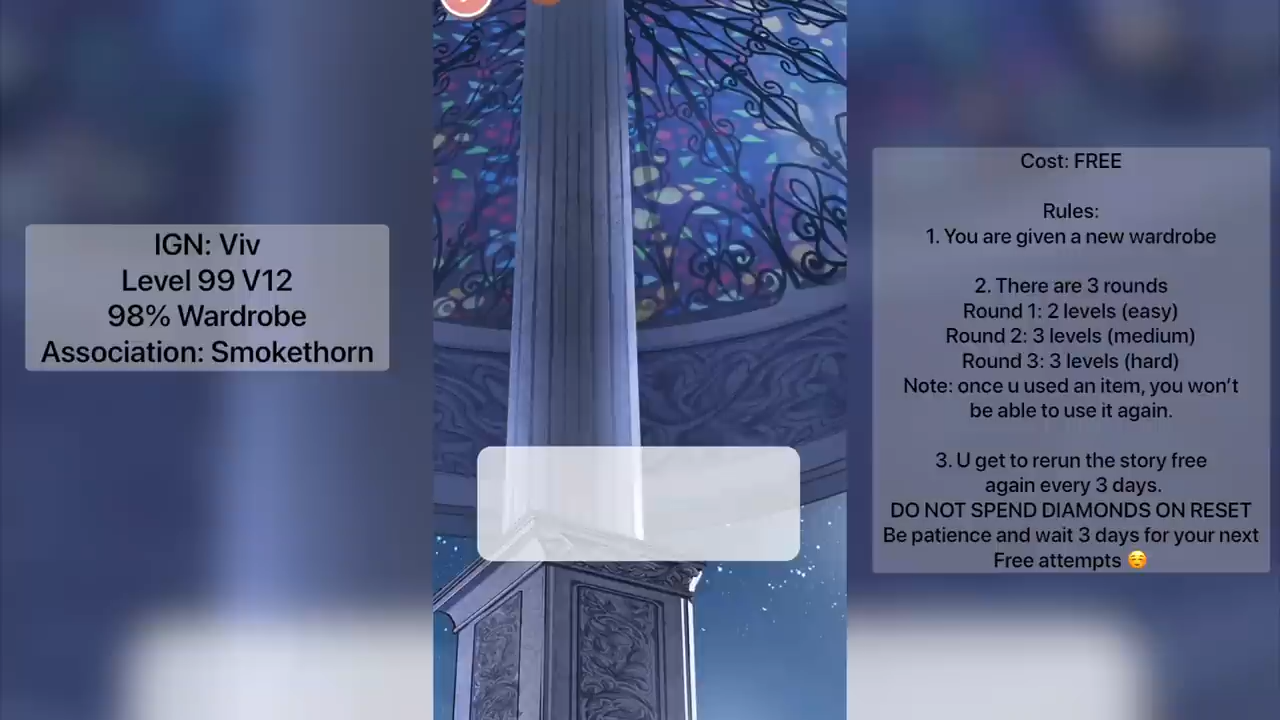 IGN: Viv
Level 99 V12
98% Wardrobe
Association: Smokethorn
Cost: FREE
Rules:
1. You are given a new wardrobe
2. There are 3 rounds
Round 1: 2 levels (easy)
Round 2: 3 levels (medium)
Round 3: 3 levels (hard)
Note: once u used an item, you won’t
be able to use it again.
3. U get to rerun the story free
again every 3 days.
DO NOT SPEND DIAMONDS ON RESET
Be patience and wait 3 days for your next
Free attempts ☺️